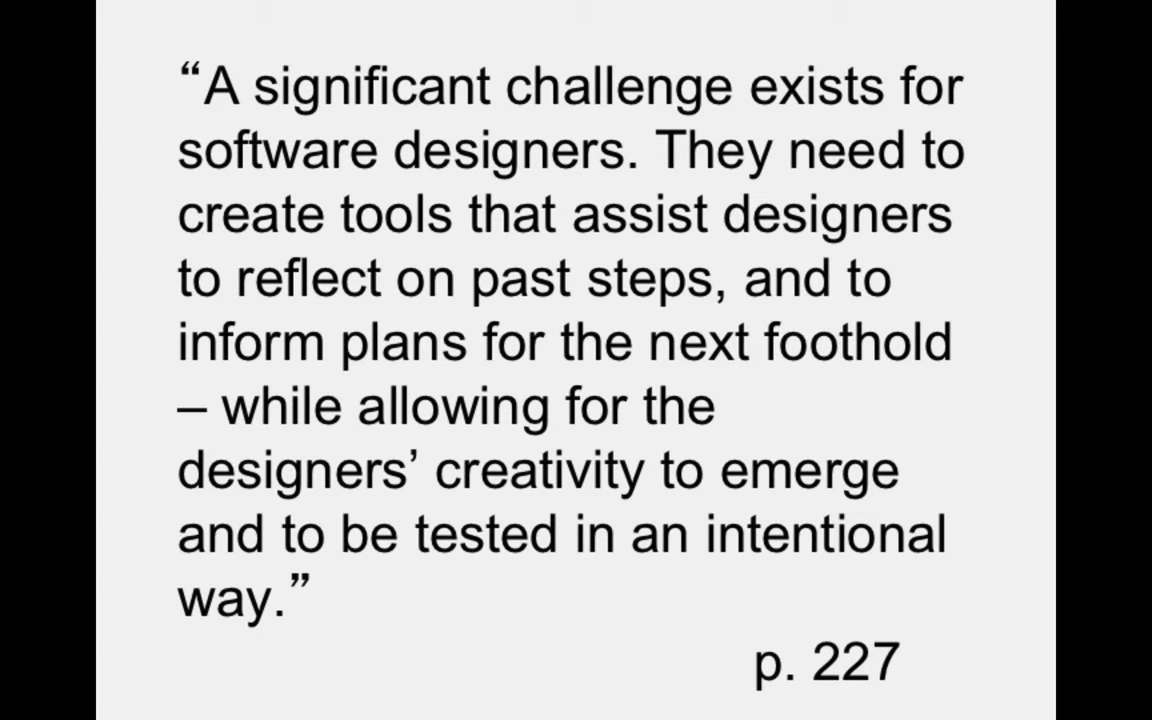 “A significant challenge exists for
software designers. They need to
create tools that assist designers
to reflect on past steps, and to
inform plans for the next foothold
– while allowing for the
designers’ creativity to emerge
and to be tested in an intentional
way.”
p. 227